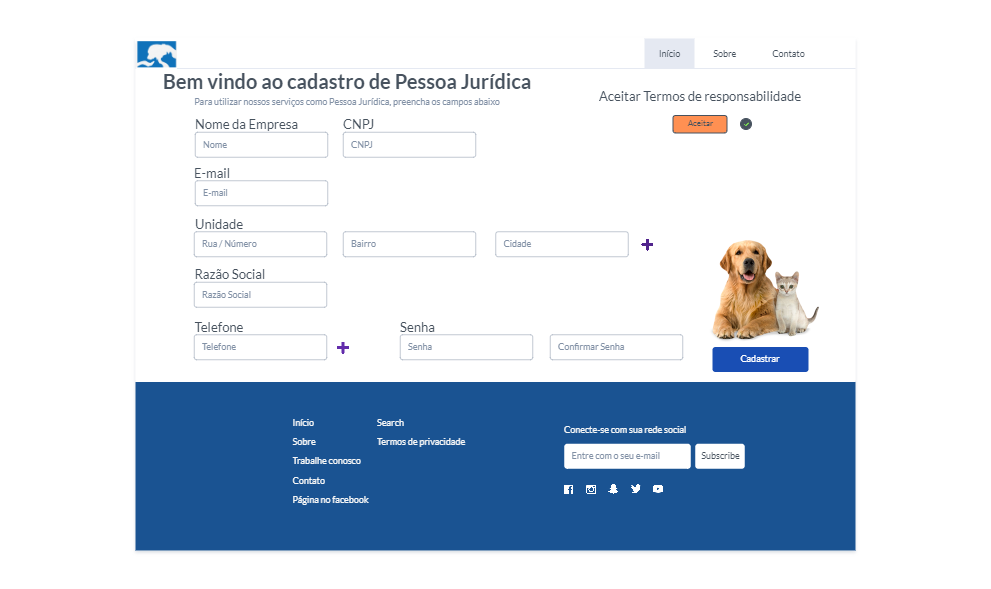 Início Sobre Contato
Bem vindo ao cadastro de Pessoa Jurídica
Para utilizar nossos serviços como Pessoa Jurídica, preencha os campos abaixo
Aceitar Termos de responsabilidade
Aceitar
Nome da Empresa CNPJ
Nome CNPJ
E-mail
E-mail
Unidade
Rua / Número Bairro Cidade
Razão Social
Razão Social
Telefone Senha
Telefone Senha Confirmar Senha
Cadastrar
Início Search
Sobre Termos de privacidade
Trabalhe conosco
Contato
Página no facebook
Conecte-se com sua rede social
Entre com o seu e-mail Subscribe